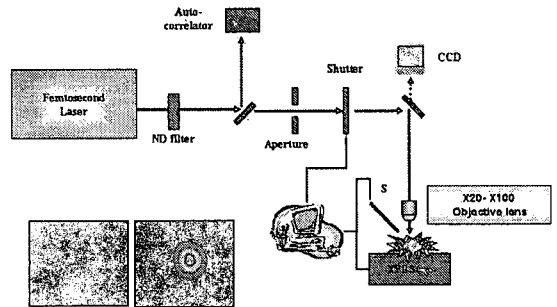 Auto-
correlator
CCD
Shutter
Femtosecond
Laser
ND filter
Aperture
S
X20- X100
Objective lens